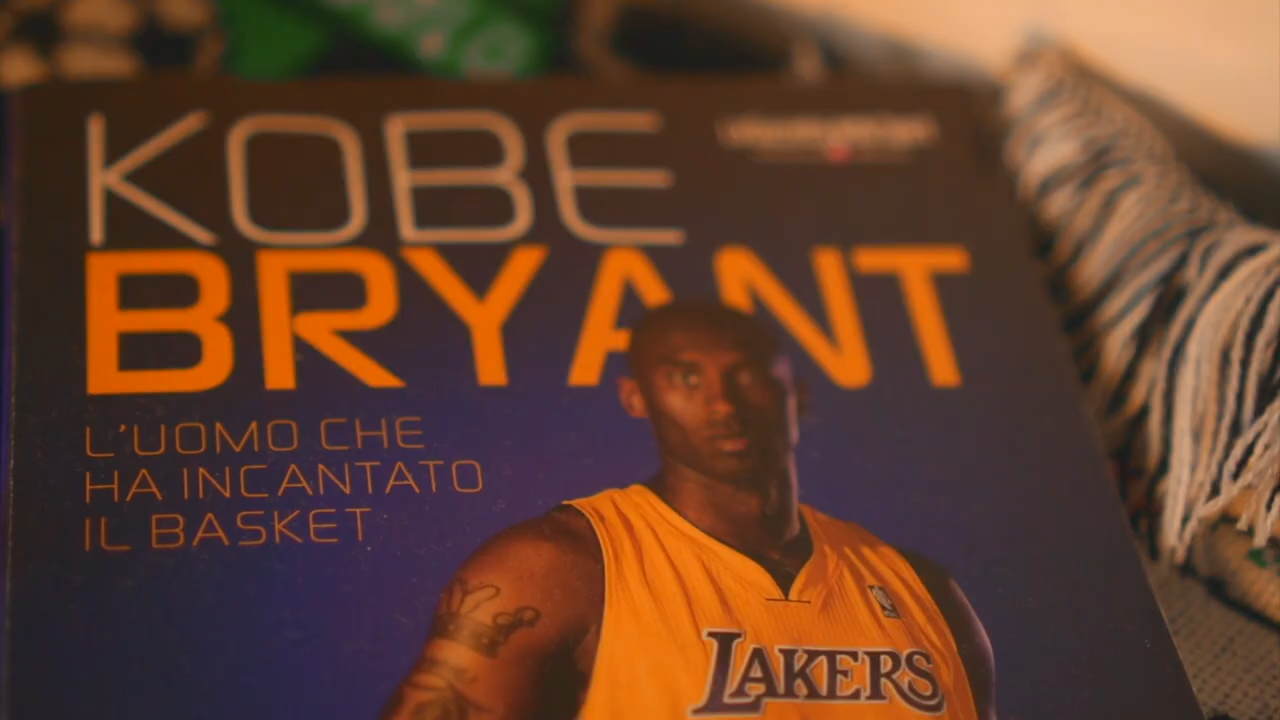 KOBE
BRYANT
L'UOMO CHE
HA INCANTATO
IL BASKET
LAKERS